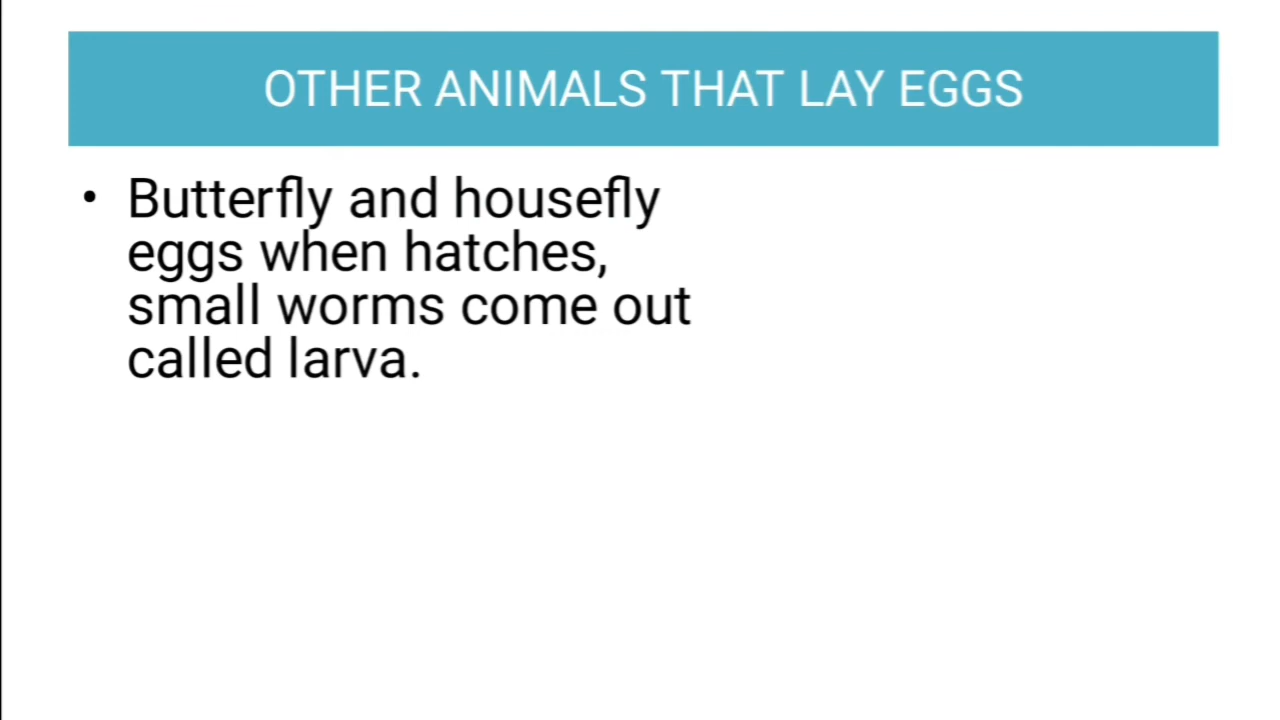 OTHER ANIMALS THAT LAY EGGS
• Butterfly and housefly
eggs when hatches,
small worms come out
called larva.